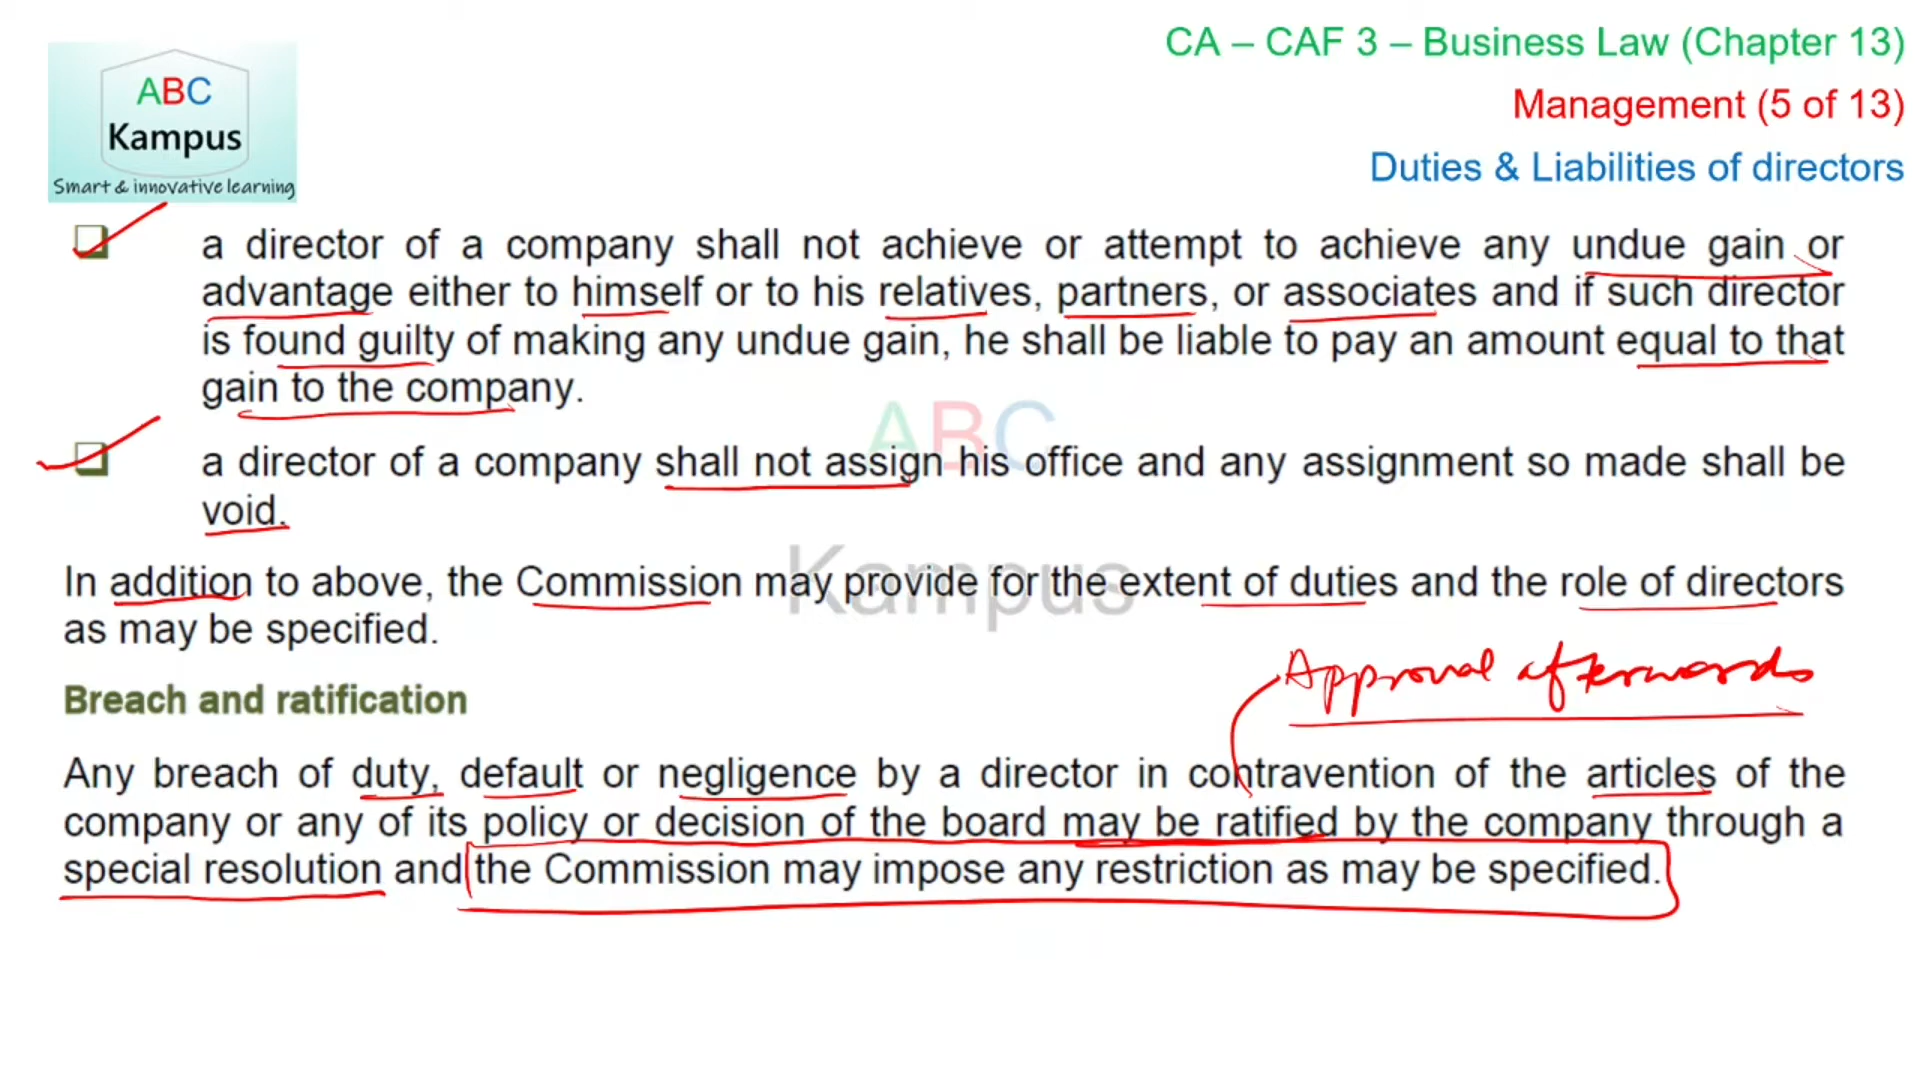 ABC
Kampus
Smart & innovative learning
CA – CAF 3 – Business Law (Chapter 13)
Management (5 of 13)
Duties & Liabilities of directors
a director of a company shall not achieve or attempt to achieve any undue gain or
advantage either to himself or to his relatives, partners, or associates and if such director
is found guilty of making any undue gain, he shall be liable to pay an amount equal to that
gain to the company.
ABC
a director of a company shall not assign his office and any assignment so made shall be
void.
Kampus
In addition to above, the Commission may provide for the extent of duties and the role of directors
as may be specified.
Approval afterwards
Breach and ratification
Any breach of duty, default or negligence by a director in contravention of the articles of the
company or any of its policy or decision of the board may be ratified by the company through a
special resolution and the Commission may impose any restriction as may be specified.